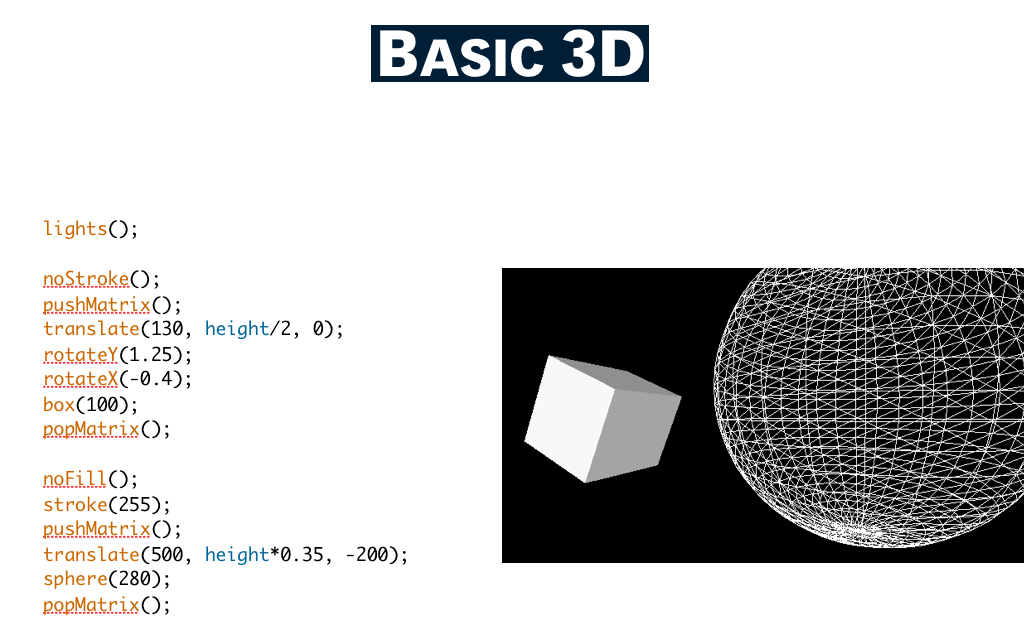 BASIC 3D
lights();
noStroke();
pushMatrix();
translate(130, height/2, 0);
rotateY(1.25);
rotateX(-0.4);
box(100);
popMatrix();
noFill();
stroke(255);
pushMatrix();
translate(500, height*0.35, -200);
sphere(280);
popMatrix();